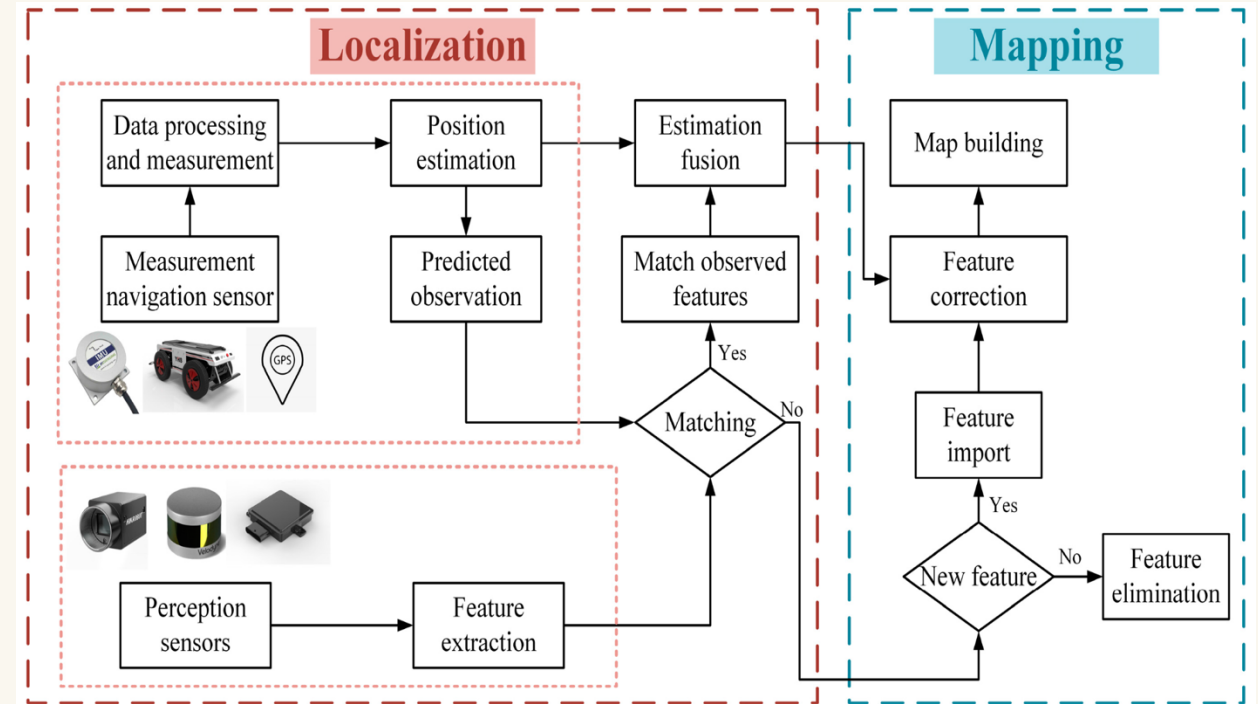 Localization
Mapping
Data processing
and measurement
Position
estimation
Estimation
fusion
Map building
Measurement
navigation sensor
Predicted
observation
Match observed
features
Feature
correction
IMU
GPS
Yes
Matching
No
Feature
import
Yes
New feature
No
Feature
elimination
Velodyne
Perception
sensors
Feature
extraction